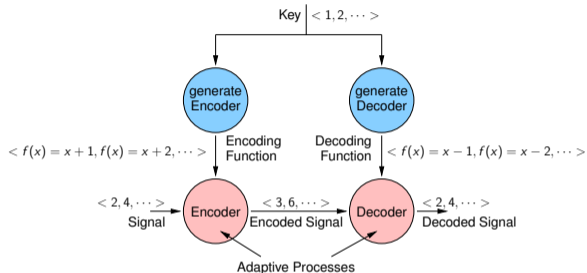 Key < 1, 2, ··· >
generate
Encoder
generate
Decoder
Encoding
Function
Decoding
Function
< f(x) = x + 1, f(x) = x + 2, ··· >
< f(x) = x − 1, f(x) = x − 2, ··· >
< 2, 4, ··· >
Signal
Encoder
< 3, 6, ··· >
Encoded Signal
Decoder
< 2, 4, ··· >
Decoded Signal
Adaptive Processes